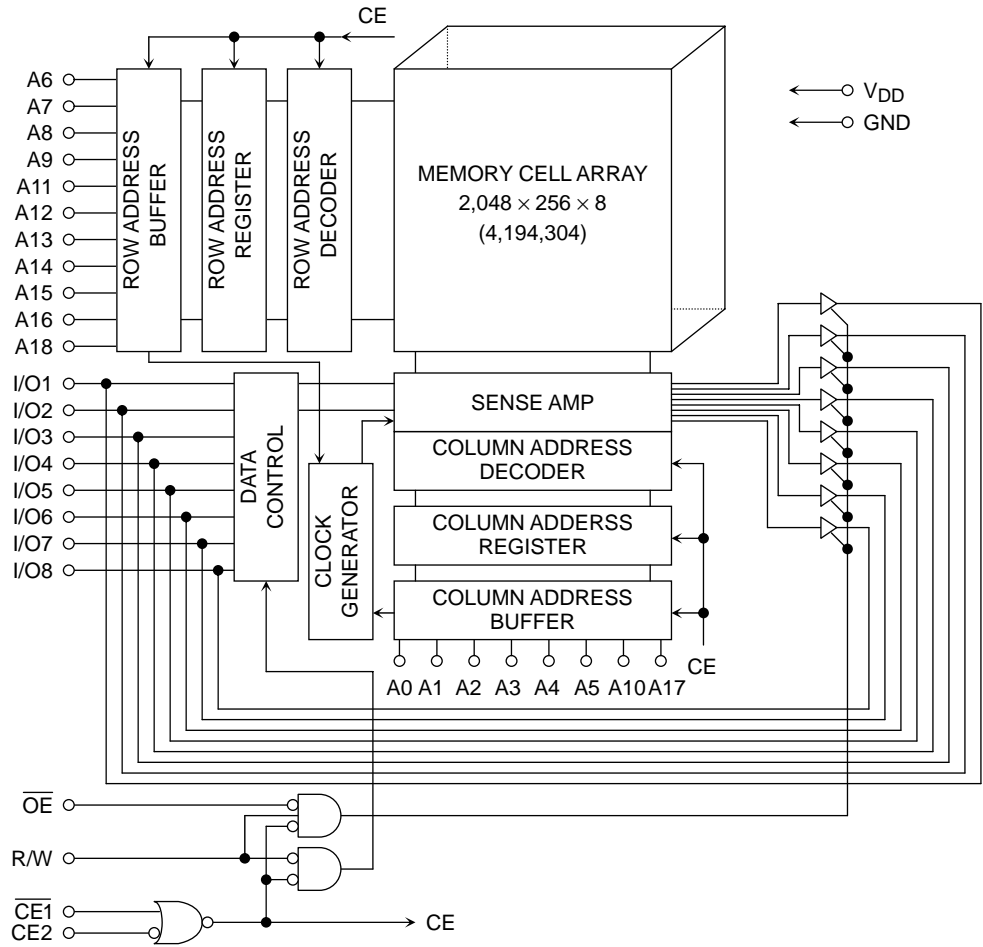 CE
A6
A7
A8
A9
A11
A12
A13
A14
A15
A16
A18
ROW ADDRESS
BUFFER
ROW ADDRESS
REGISTER
ROW ADDRESS
DECODER
MEMORY CELL ARRAY
2,048 × 256 × 8
(4,194,304)
VDD
GND
I/O1
I/O2
I/O3
I/O4
I/O5
I/O6
I/O7
I/O8
DATA
CONTROL
CLOCK
GENERATOR
SENSE AMP
COLUMN ADDRESS
DECODER
COLUMN ADDERSS
REGISTER
COLUMN ADDRESS
BUFFER
A0 A1 A2 A3 A4 A5 A10 A17
CE
OE
R/W
CE1
CE2
CE